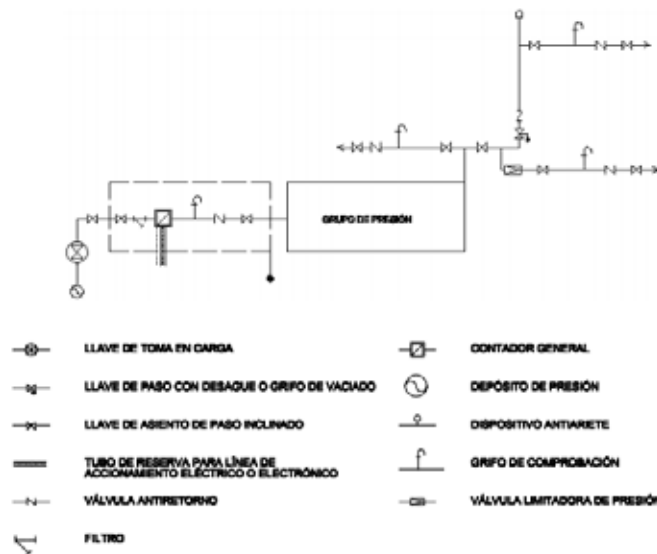 GRUPO DE PRESIÓN
LLAVE DE TOMA EN CARGA
CONTADOR GENERAL
LLAVE DE PASO CON DESAGUE O GRIFO DE VACIADO
DEPÓSITO DE PRESIÓN
LLAVE DE ASIENTO DE PASO INCLINADO
DISPOSITIVO ANTIARIETE
TUBO DE RESERVA PARA LÍNEA DE
ACCIONAMIENTO ELÉCTRICO O ELECTRÓNICO
GRIFO DE COMPROBACIÓN
VÁLVULA ANTIRETORNO
VÁLVULA LIMITADORA DE PRESIÓN
FILTRO